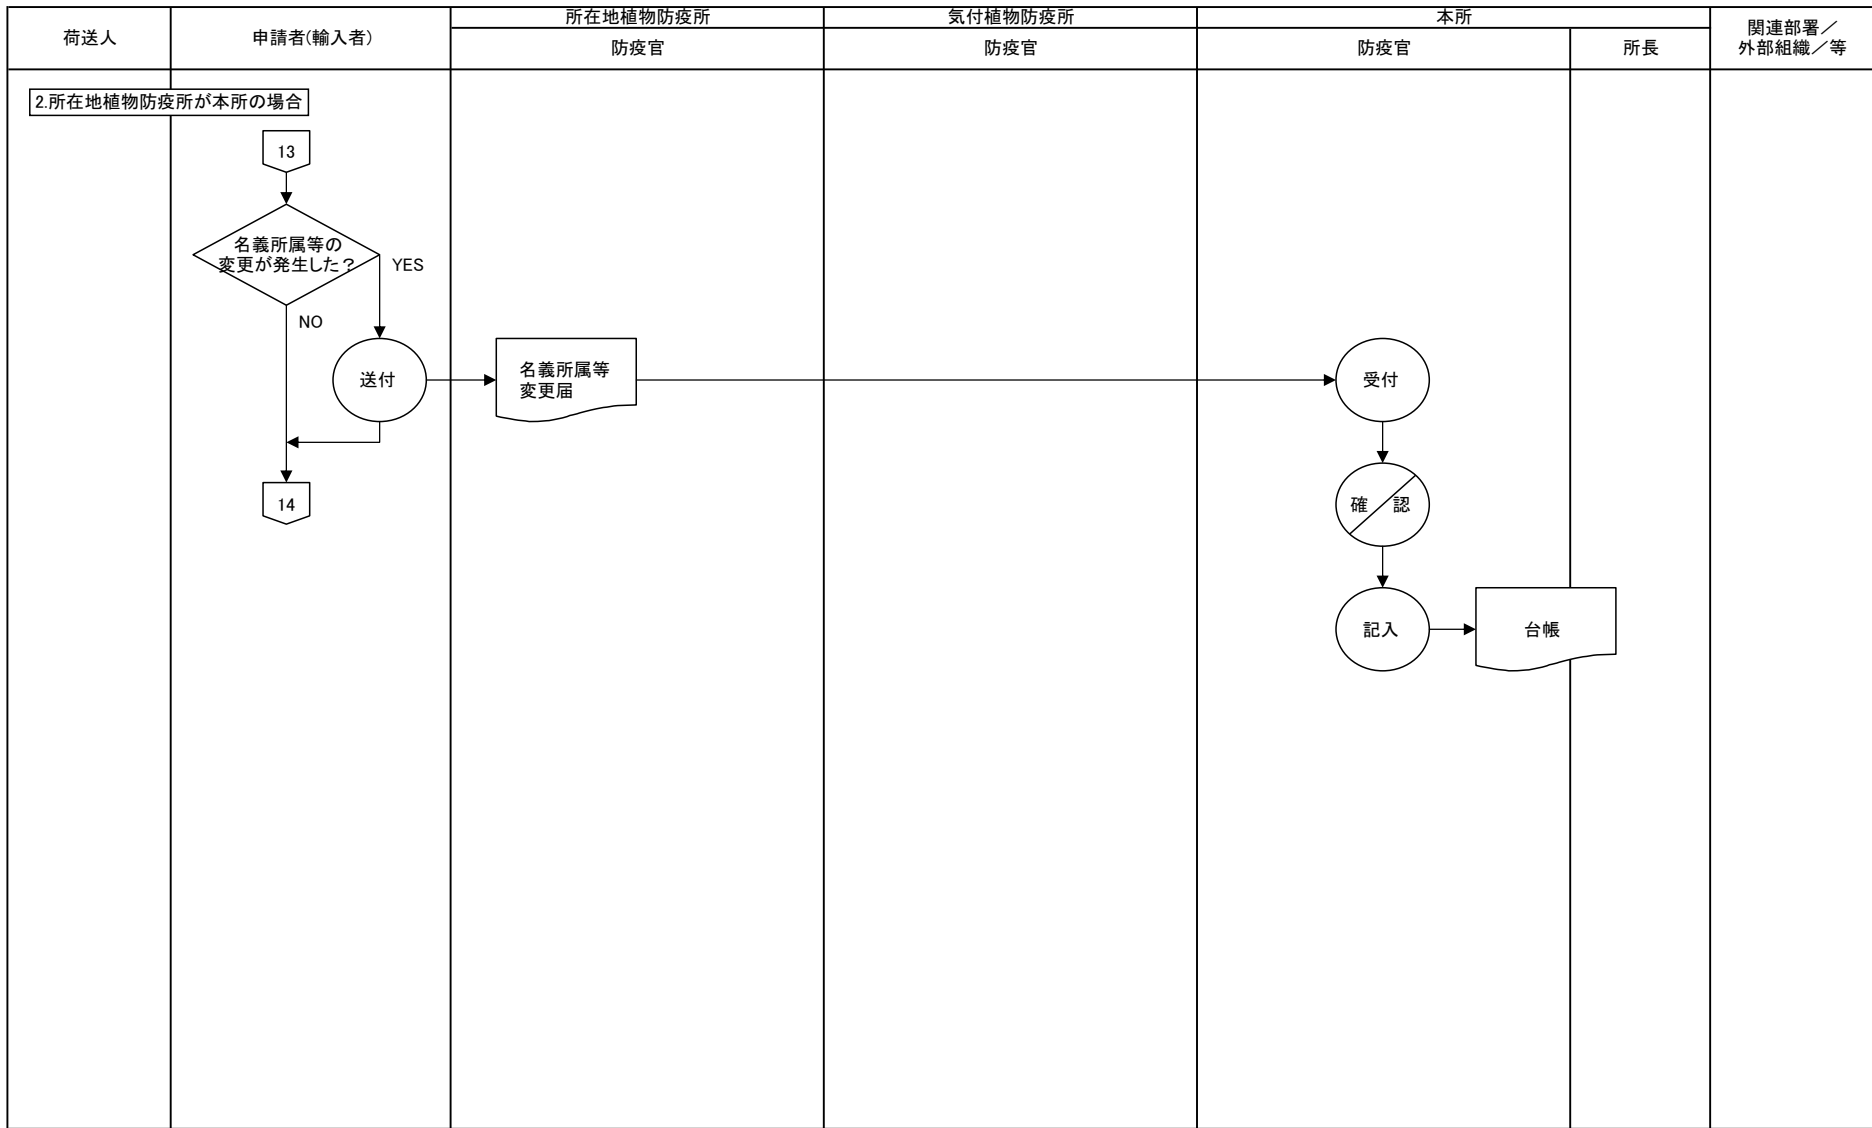 荷送人
申請者(輸入者)
所在地植物防疫所
防疫官
気付植物防疫所
防疫官
本所
防疫官
所長
関連部署／
外部組織／等
2.所在地植物防疫所が本所の場合
13
名義所属等の
変更が発生した？
YES
NO
送付
名義所属等
変更届
受付
14
確 認
記入
台帳